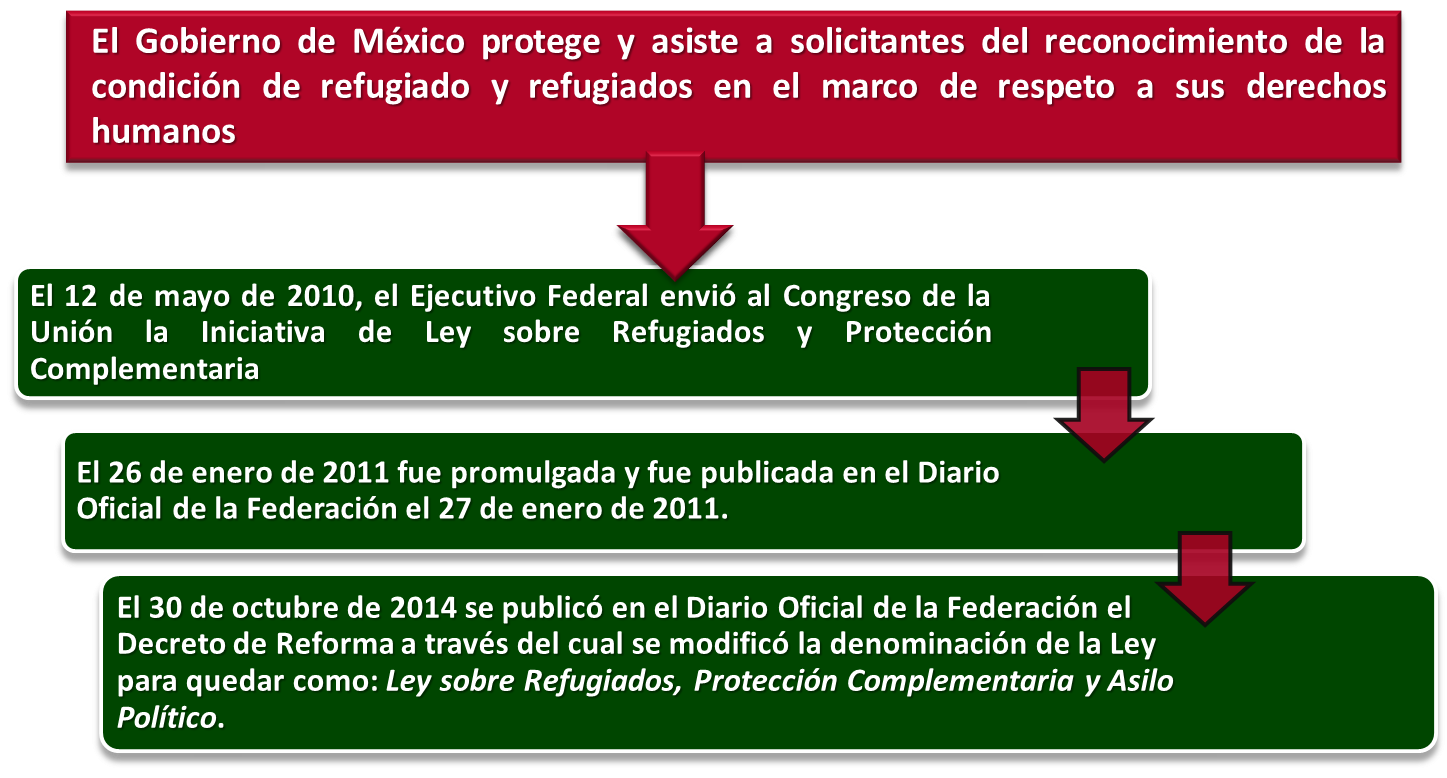 El Gobierno de México protege y asiste a solicitantes del reconocimiento de la
condición de refugiado y refugiados en el marco de respeto a sus derechos
humanos
El 12 de mayo de 2010, el Ejecutivo Federal envió al Congreso de la
Unión la Iniciativa de Ley sobre Refugiados y Protección
Complementaria
El 26 de enero de 2011 fue promulgada y fue publicada en el Diario
Oficial de la Federación el 27 de enero de 2011.
El 30 de octubre de 2014 se publicó en el Diario Oficial de la Federación el
Decreto de Reforma a través del cual se modificó la denominación de la Ley
para quedar como: Ley sobre Refugiados, Protección Complementaria y Asilo
Político.